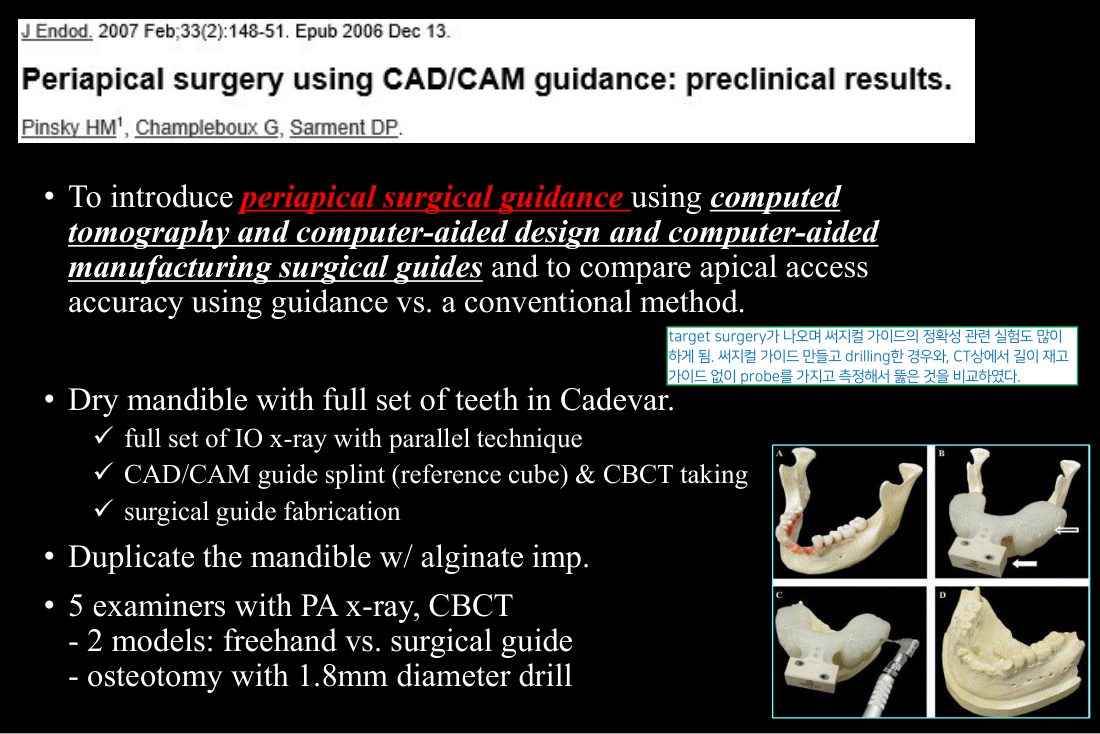 J Endod. 2007 Feb;33(2):148-51. Epub 2006 Dec 13.
Periapical surgery using CAD/CAM guidance: preclinical results.
Pinsky HM1, Champleboux G, Sarment DP.
• To introduce periapical surgical guidance using computed
tomography and computer-aided design and computer-aided
manufacturing surgical guides and to compare apical access
accuracy using guidance vs. a conventional method.
target surgery가 나오며 써지컬 가이드의 정확성 관련 실험도 많이
하게 됨. 써지컬 가이드 만들고 drilling한 경우와, CT상에서 길이 재고
가이드 없이 probe를 가지고 측정해서 뚫은 것을 비교하였다.
• Dry mandible with full set of teeth in Cadevar.
✓ full set of IO x-ray with parallel technique
✓ CAD/CAM guide splint (reference cube) & CBCT taking
✓ surgical guide fabrication
• Duplicate the mandible w/ alginate imp.
• 5 examiners with PA x-ray, CBCT
- 2 models: freehand vs. surgical guide
- osteotomy with 1.8mm diameter drill
A
B
C
D